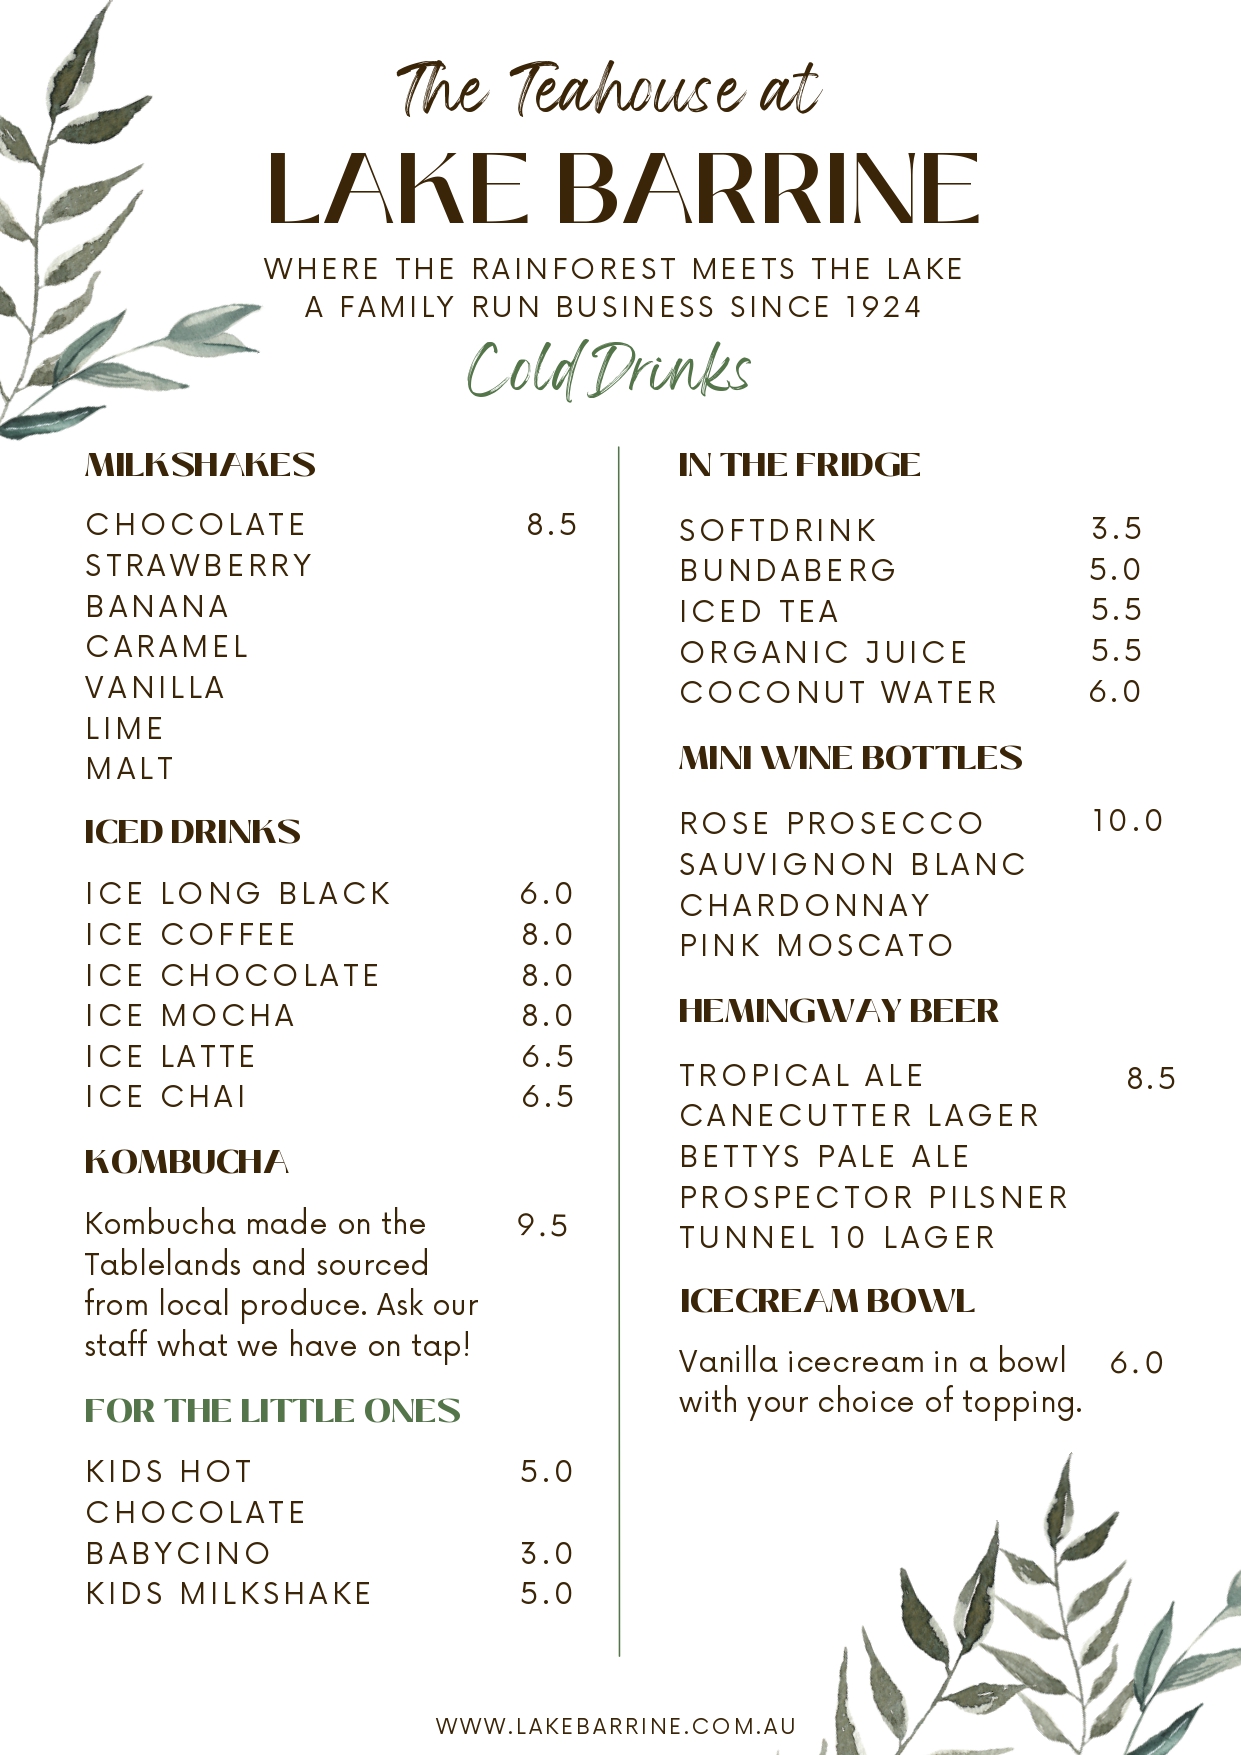 The Teahouse at
LAKE BARRINE
WHERE THE RAINFOREST MEETS THE LAKE
A FAMILY RUN BUSINESS SINCE 1924
Cold Drinks
MILKSHAKES
CHOCOLATE 8.5
STRAWBERRY
BANANA
CARAMEL
VANILLA
LIME
MALT
ICED DRINKS
ICE LONG BLACK 6.0
ICE COFFEE 8.0
ICE CHOCOLATE 8.0
ICE MOCHA 8.0
ICE LATTE 6.5
ICE CHAI 6.5
KOMBUCHA
Kombucha made on the 9.5
Tablelands and sourced
from local produce. Ask our
staff what we have on tap!
FOR THE LITTLE ONES
KIDS HOT 5.0
CHOCOLATE
BABYCINO 3.0
KIDS MILKSHAKE 5.0
IN THE FRIDGE
SOFTDRINK 3.5
BUNDABERG 5.0
ICED TEA 5.5
ORGANIC JUICE 5.5
COCONUT WATER 6.0
MINI WINE BOTTLES
ROSE PROSECCO 10.0
SAUVIGNON BLANC
CHARDONNAY
PINK MOSCATO
HEMINGWAY BEER
TROPICAL ALE 8.5
CANECUTTER LAGER
BETTYS PALE ALE
PROSPECTOR PILSNER
TUNNEL 10 LAGER
ICECREAM BOWL
Vanilla icecream in a bowl 6.0
with your choice of topping.
WWW.LAKEBARRINE.COM.AU